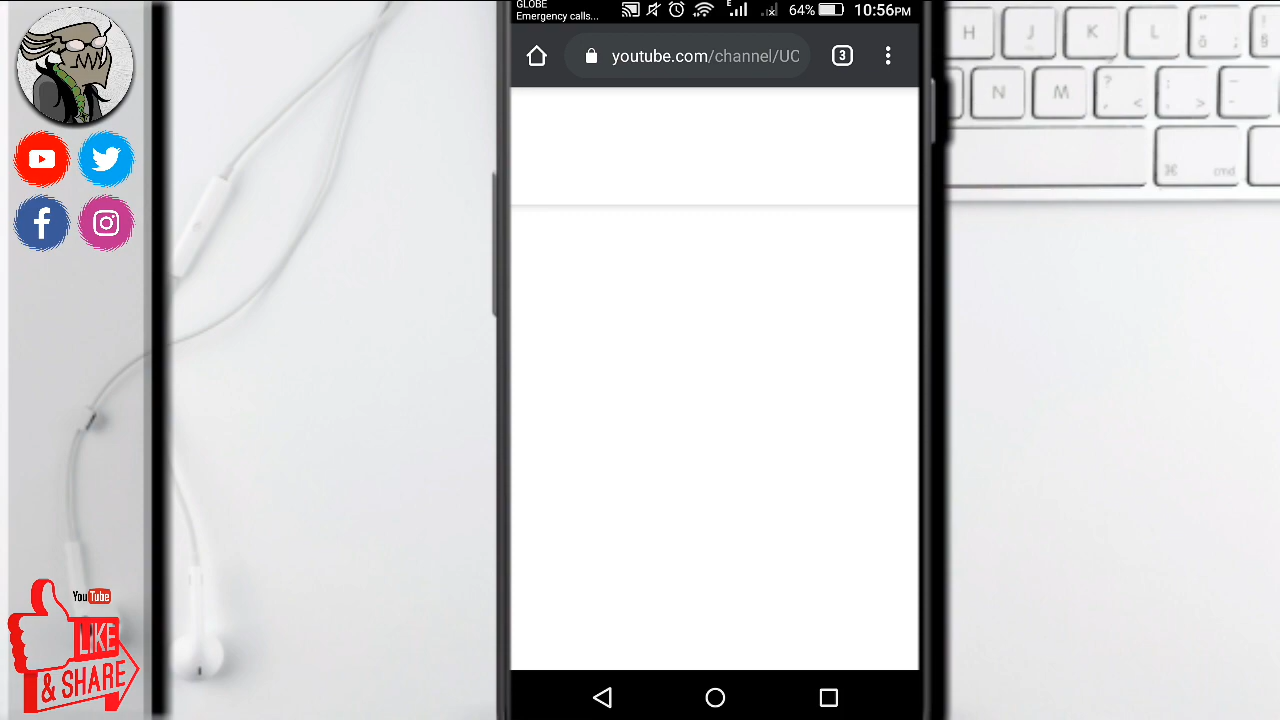 GLOBE
Emergency calls...
E
64%
10:56PM
youtube.com/channel/UC
3
H
J
K
L
N
M
?
, <
:
. >
-
⌘ cmd
YouTube
LIKE
& SHARE